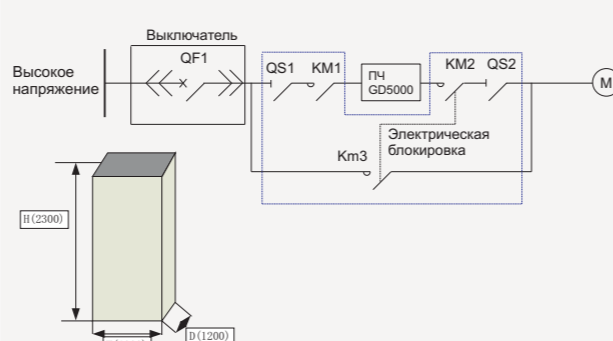 Выключатель
QF1
Высокое
напряжение
QS1
KM1
ПЧ
GD5000
KM2
QS2
M
Электрическая
блокировка
Km3
H(2300)
D(1200)